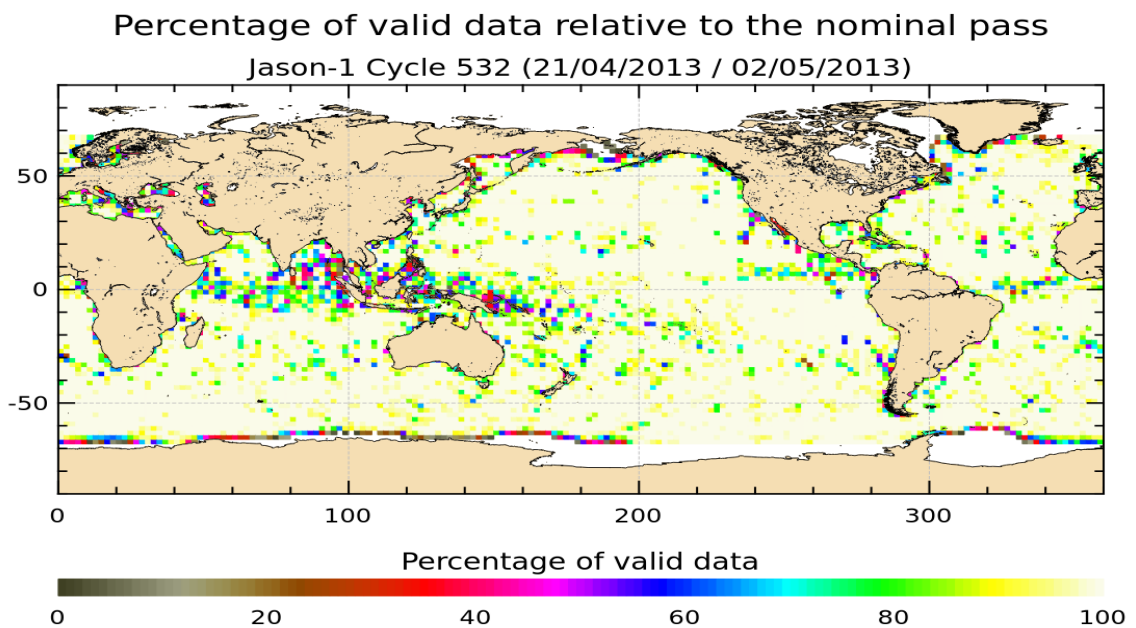 Percentage of valid data relative to the nominal pass
Jason-1 Cycle 532 (21/04/2013 / 02/05/2013)
50
0
-50
0 100 200 300
Percentage of valid data
0 20 40 60 80 100